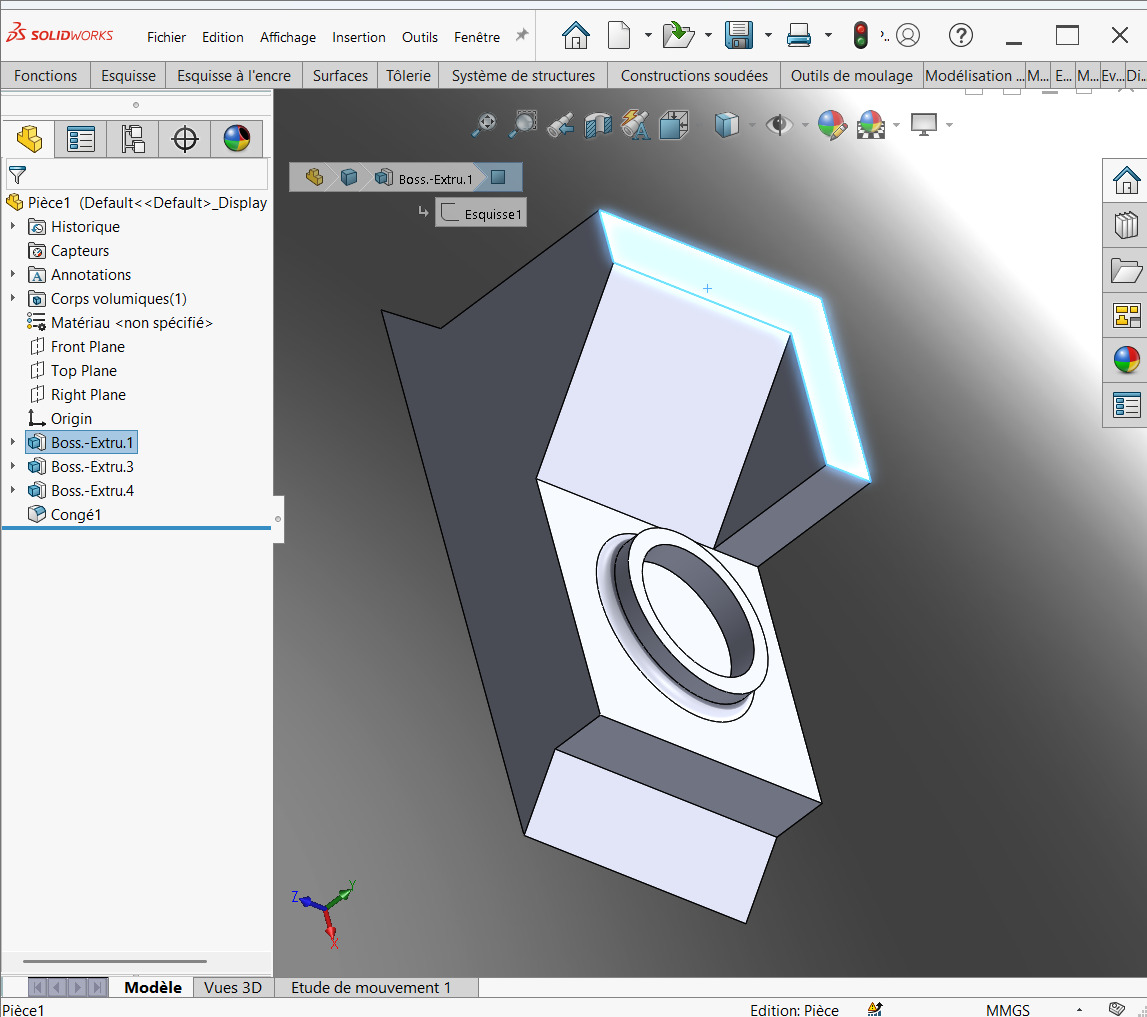 SOLIDWORKS
Fichier Edition Affichage Insertion Outils Fenêtre
Fonctions Esquisse Esquisse à l'encre Surfaces Tôlerie Système de structures Constructions soudées Outils de moulage Modélisation ... M... E... M... Ev... Di...
Pièce1 (Default<<Default>_Display
Historique
Capteurs
Annotations
Corps volumiques(1)
Matériau <non spécifié>
Front Plane
Top Plane
Right Plane
Origin
Boss.-Extru.1
Boss.-Extru.3
Boss.-Extru.4
Congé1
Boss.-Extru.1
Esquisse1
Z
Y
X
Modèle Vues 3D Etude de mouvement 1
Pièce1 Edition: Pièce MMGS